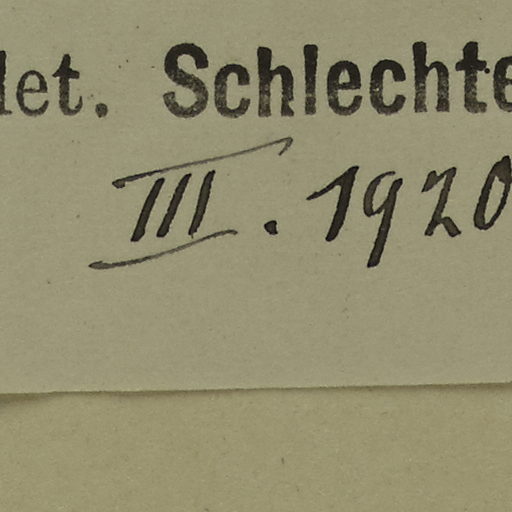 det. Schlechte
III. 1920